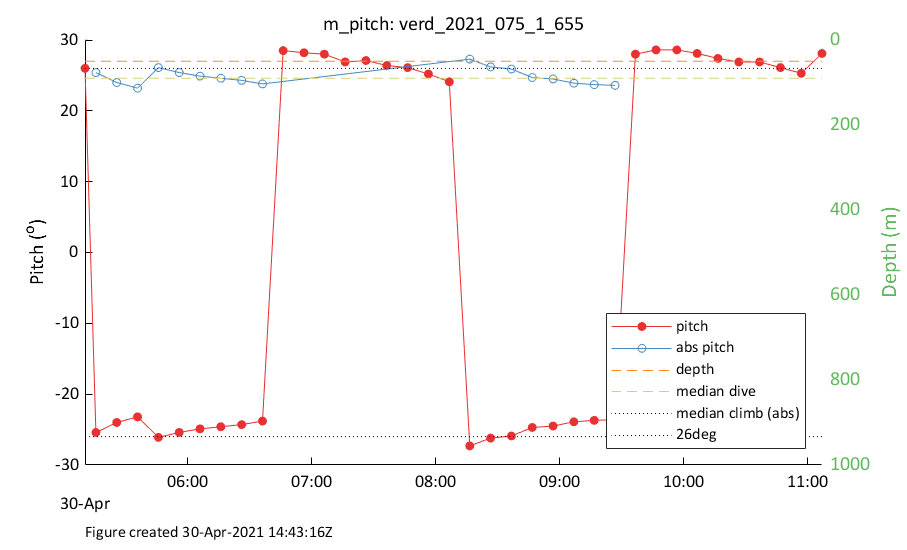 m_pitch: verd_2021_075_1_655
30
20
10
0
-10
-20
-30
Pitch (º)
0
200
400
600
800
1000
Depth (m)
pitch
abs pitch
depth
median dive
median climb (abs)
26deg
06:00 07:00 08:00 09:00 10:00 11:00
30-Apr
Figure created 30-Apr-2021 14:43:16Z